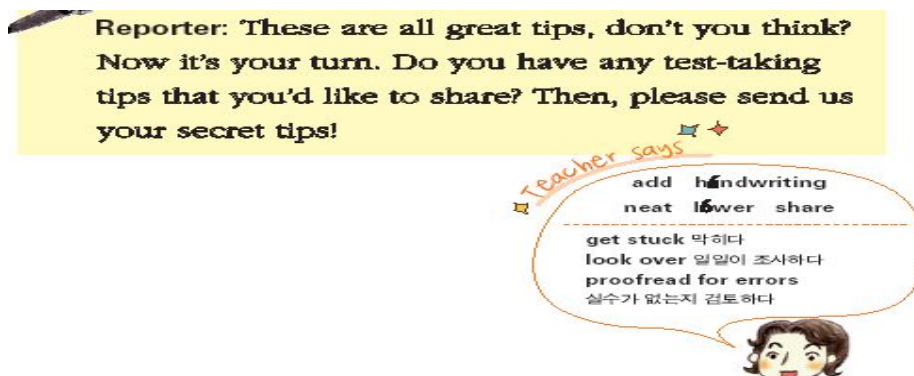 Reporter: These are all great tips, don't you think?
Now it's your turn. Do you have any test-taking
tips that you'd like to share? Then, please send us
your secret tips!
Teacher says
add handwriting
neat lower share
get stuck 막히다
look over 일일이 조사하다
proofread for errors
실수가 없는지 검토하다